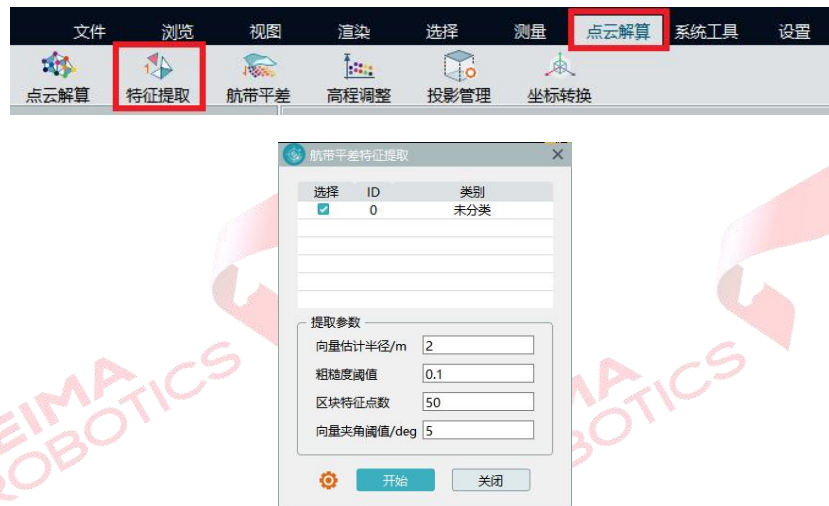 文件 浏览 视图 渲染 选择 测量 点云解算 系统工具 设置
点云解算 特征提取 航带平差 高程调整 投影管理 坐标转换
航带平差特征提取
选择 ID 类别
0 未分类
提取参数
向量估计半径/m 2
粗糙度阈值 0.1
区块特征点数 50
向量夹角阈值/deg 5
开始 关闭
EIMA ROBOTICS
MA
BOTICS